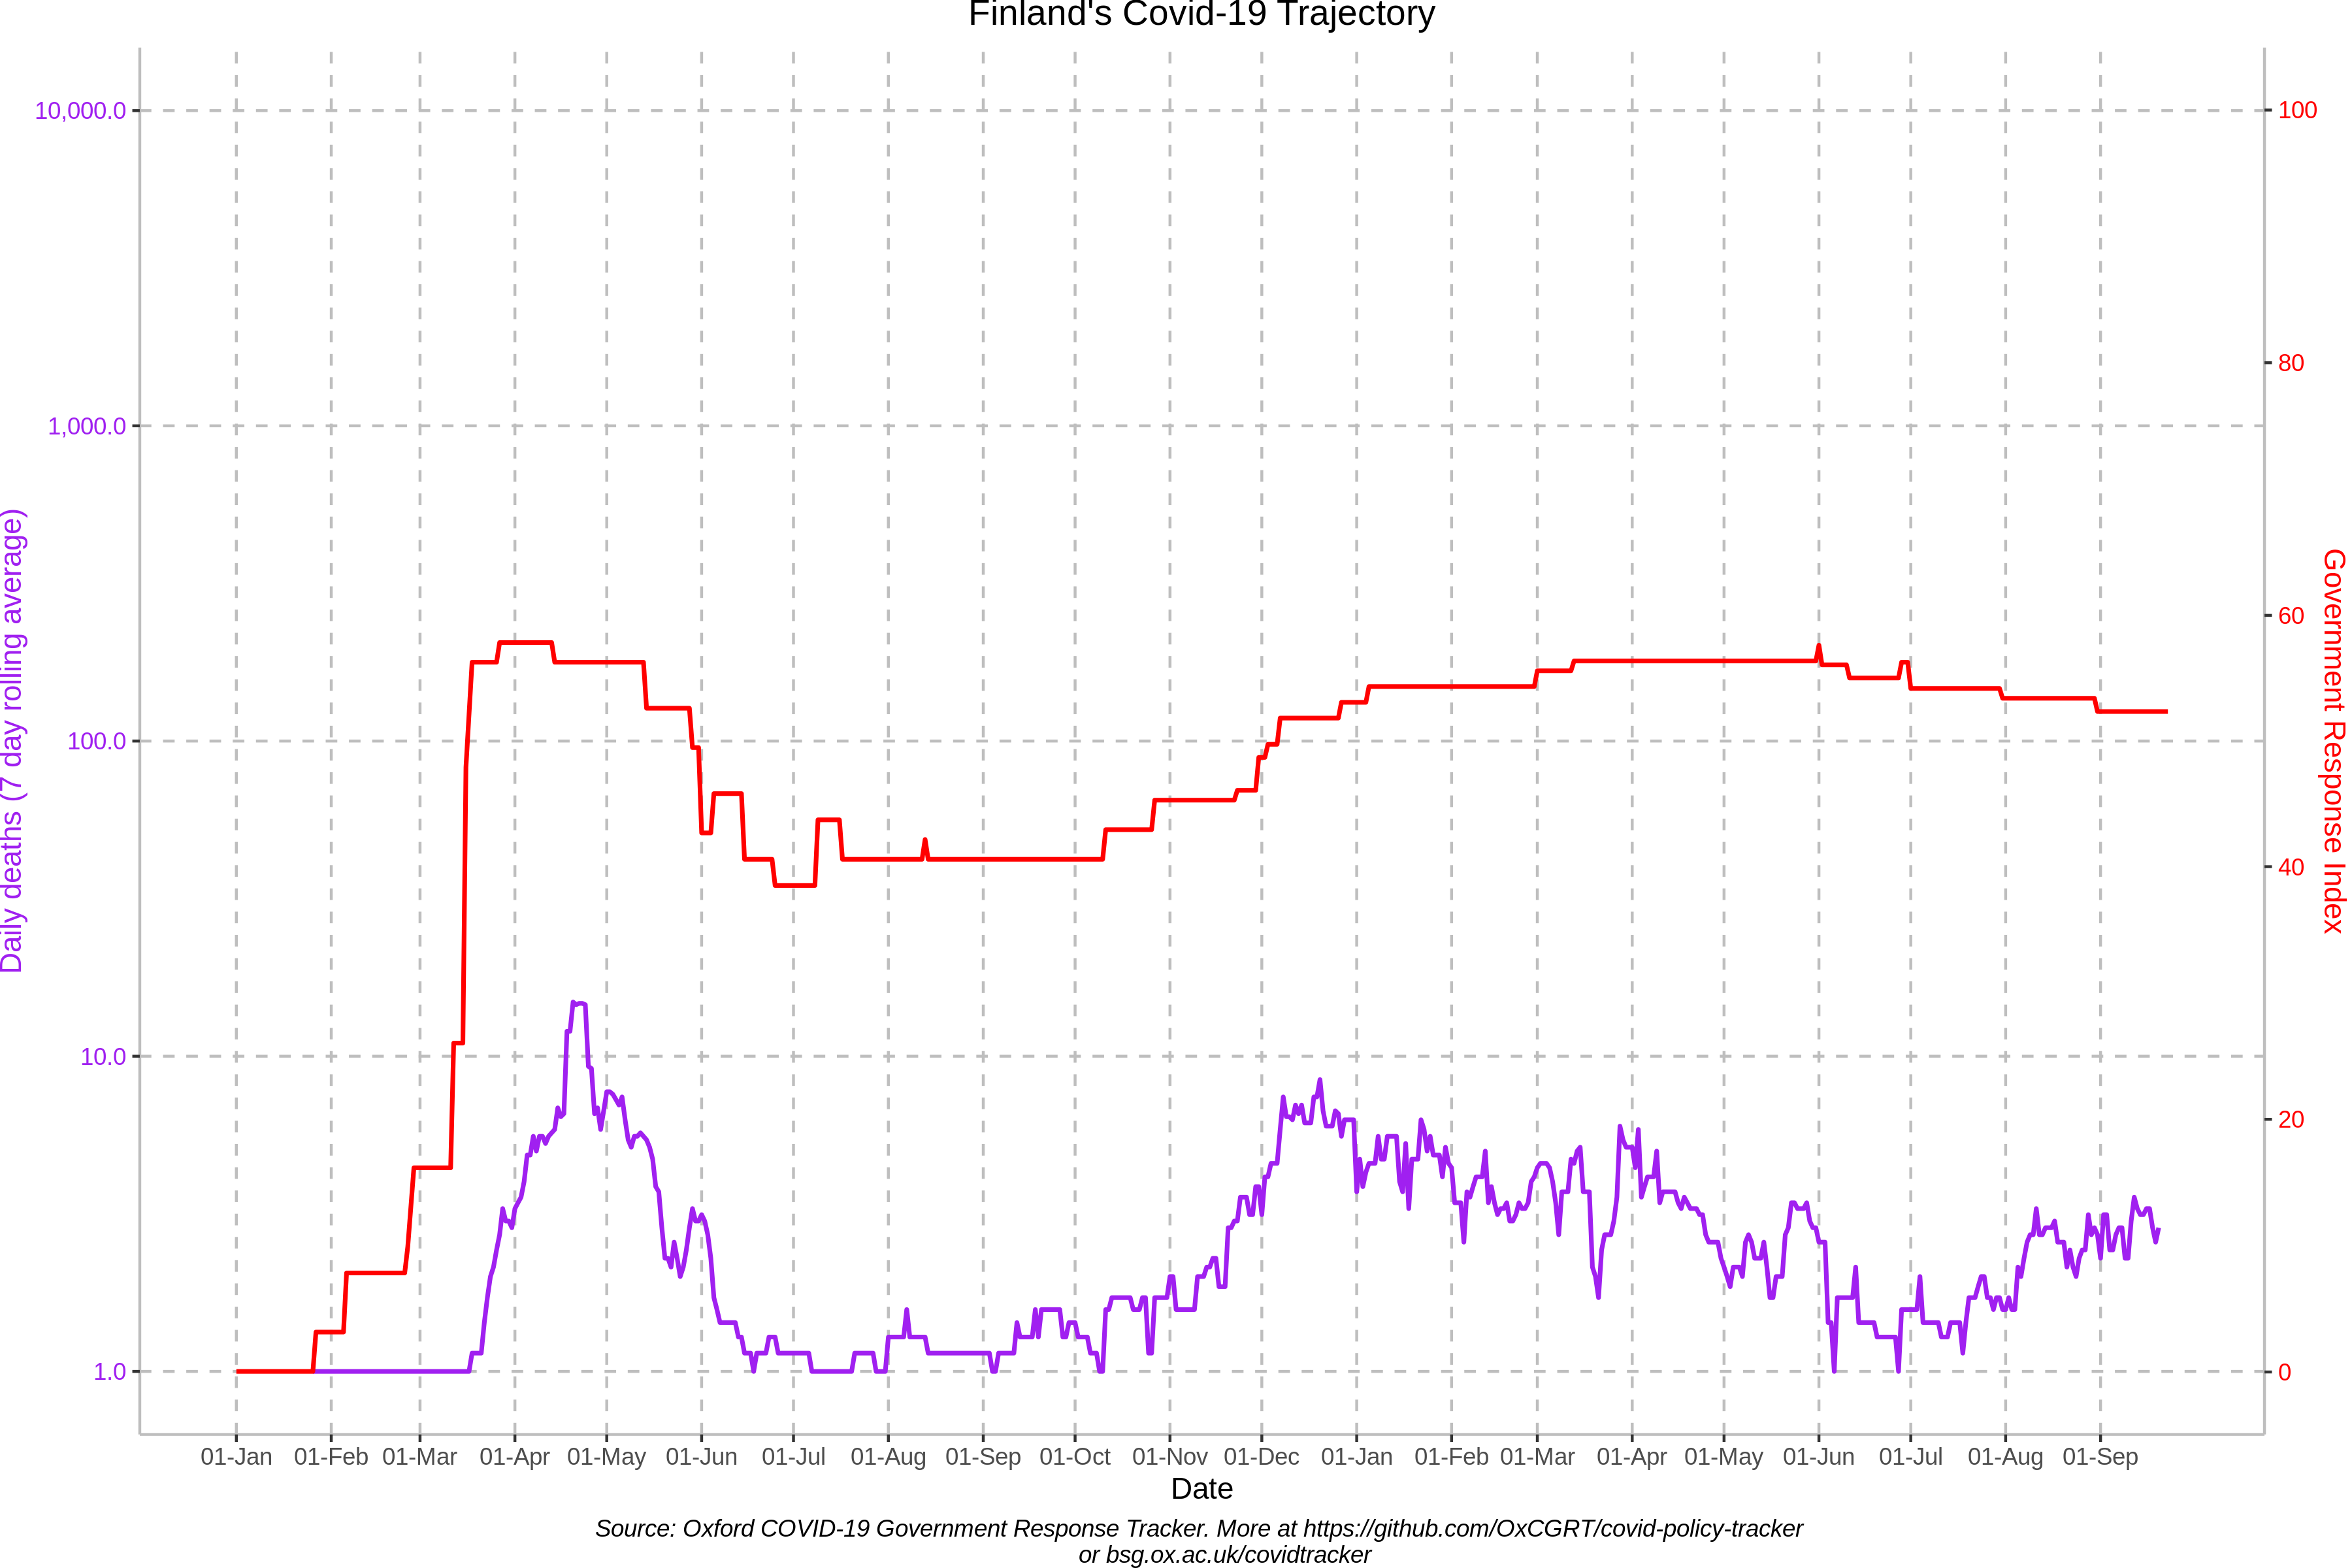 Finland's Covid-19 Trajectory
10,000.0
1,000.0
100.0
10.0
1.0
Daily deaths (7 day rolling average)
100
80
60
40
20
0
Government Response Index
01-Jan 01-Feb 01-Mar 01-Apr 01-May 01-Jun 01-Jul 01-Aug 01-Sep 01-Oct 01-Nov 01-Dec 01-Jan 01-Feb 01-Mar 01-Apr 01-May 01-Jun 01-Jul 01-Aug 01-Sep
Date
Source: Oxford COVID-19 Government Response Tracker. More at https://github.com/OxCGRT/covid-policy-tracker
or bsg.ox.ac.uk/covidtracker